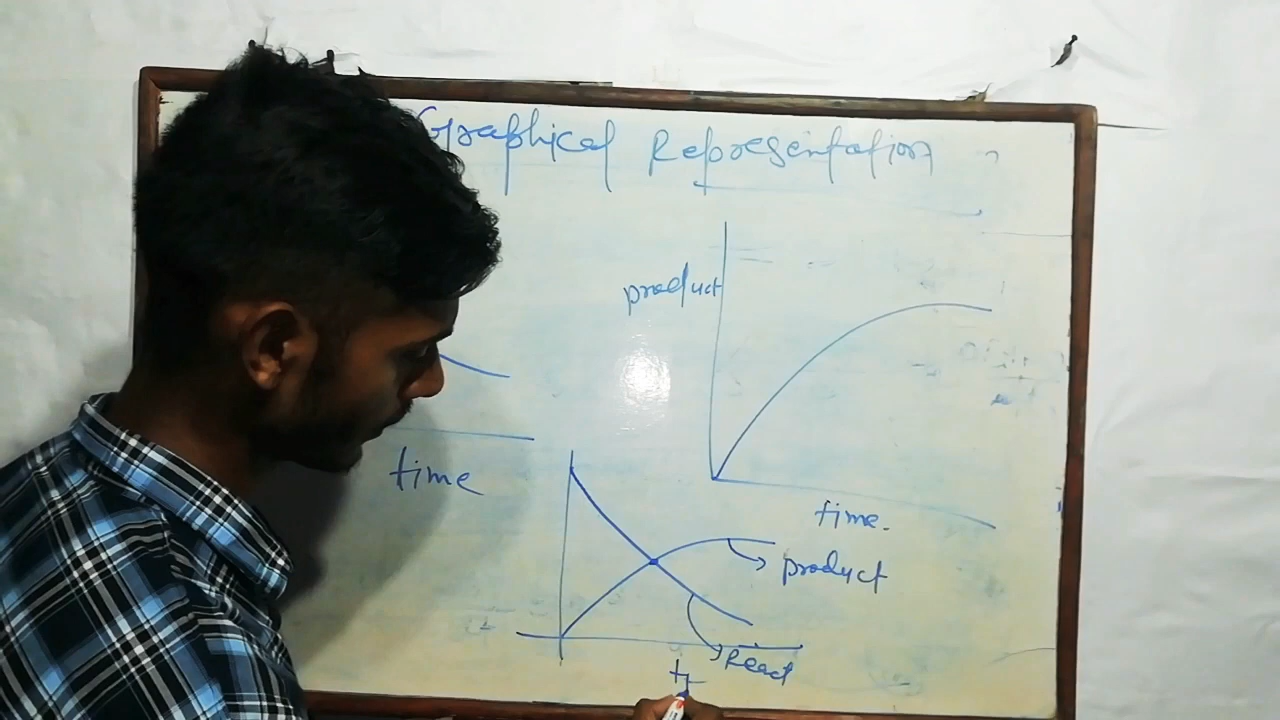 Graphical Representation
product
time
time.
product
React